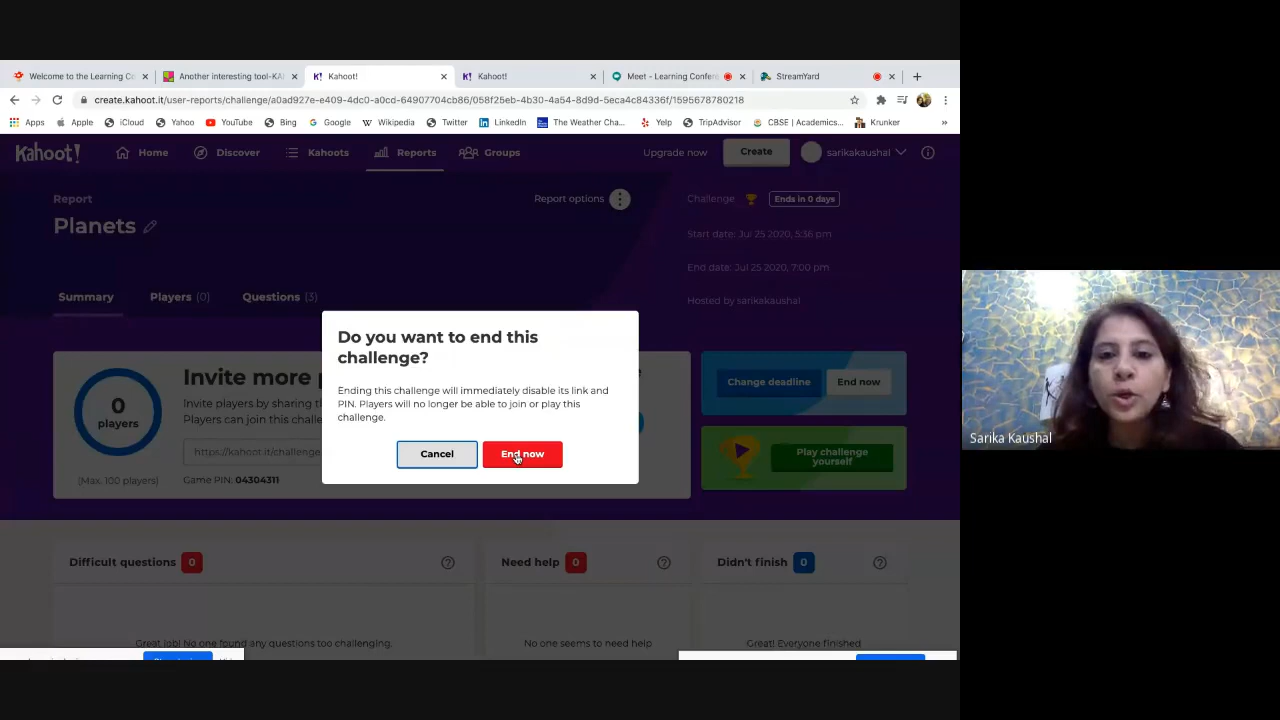 Welcome to the Learning Co
Another interesting tool-KA
K! Kahoot!
K! Kahoot!
Meet - Learning Confere
StreamYard
create.kahoot.it/user-reports/challenge/a0ad927e-e409-4dc0-a0cd-64907704cb86/058f25eb-4b30-4a54-8d9d-5eca4c84336f/1595678780218
Apps
Apple
iCloud
Yahoo
YouTube
Bing
Google
Wikipedia
Twitter
LinkedIn
The Weather Cha...
Yelp
TripAdvisor
CBSE | Academics...
Krunker
»
Kahoot!
Home
Discover
Kahoots
Reports
Groups
Upgrade now
Create
sarikakaushal
Report
Report options
Planets
Challenge
Ends in 0 days
Start date: Jul 25 2020, 5:36 pm
End date: Jul 25 2020, 7:00 pm
Hosted by sarikakaushal
Summary
Players (0)
Questions (3)
Do you want to end this
challenge?
Ending this challenge will immediately disable its link and
PIN. Players will no longer be able to join or play this
challenge.
Cancel
End now
0
players
(Max. 100 players)
Invite more p
Invite players by sharing th
Players can join this challe
https://kahoot.it/challenge
Game PIN: 04304311
Change deadline
End now
Play challenge
yourself
Sarika Kaushal
Difficult questions 0
Need help 0
Didn't finish 0
Great job! No one found any questions too challenging.
No one seems to need help
Great! Everyone finished